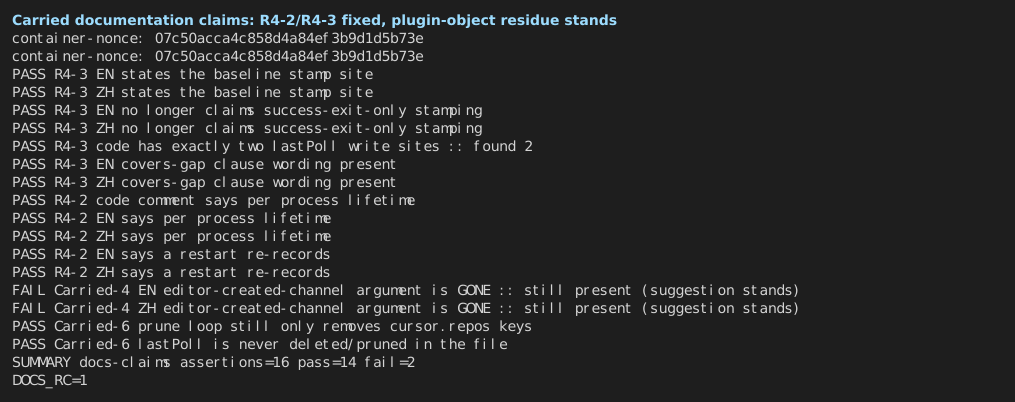 Carried documentation claims: R4-2/R4-3 fixed, plugin-object residue stands
container-nonce: 07c50acca4c858d4a84ef3b9d1d5b73e
container-nonce: 07c50acca4c858d4a84ef3b9d1d5b73e
PASS R4-3 EN states the baseline stamp site
PASS R4-3 ZH states the baseline stamp site
PASS R4-3 EN no longer claims success-exit-only stamping
PASS R4-3 ZH no longer claims success-exit-only stamping
PASS R4-3 code has exactly two lastPoll write sites :: found 2
PASS R4-3 EN covers-gap clause wording present
PASS R4-3 ZH covers-gap clause wording present
PASS R4-2 code comment says per process lifetime
PASS R4-2 EN says per process lifetime
PASS R4-2 ZH says per process lifetime
PASS R4-2 EN says a restart re-records
PASS R4-2 ZH says a restart re-records
FAIL Carried-4 EN editor-created-channel argument is GONE :: still present (suggestion stands)
FAIL Carried-4 ZH editor-created-channel argument is GONE :: still present (suggestion stands)
PASS Carried-6 prune loop still only removes cursor.repos keys
PASS Carried-6 lastPoll is never deleted/pruned in the file
SUMMARY docs-claims assertions=16 pass=14 fail=2
DOCS_RC=1